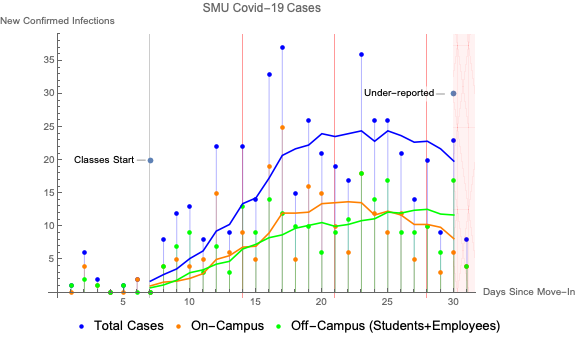 SMU Covid-19 Cases
New Confirmed Infections
35
30
Under-reported
25
20
Classes Start
15
10
5
5 10 15 20 25 30 Days Since Move-In
Total Cases On-Campus Off-Campus (Students+Employees)